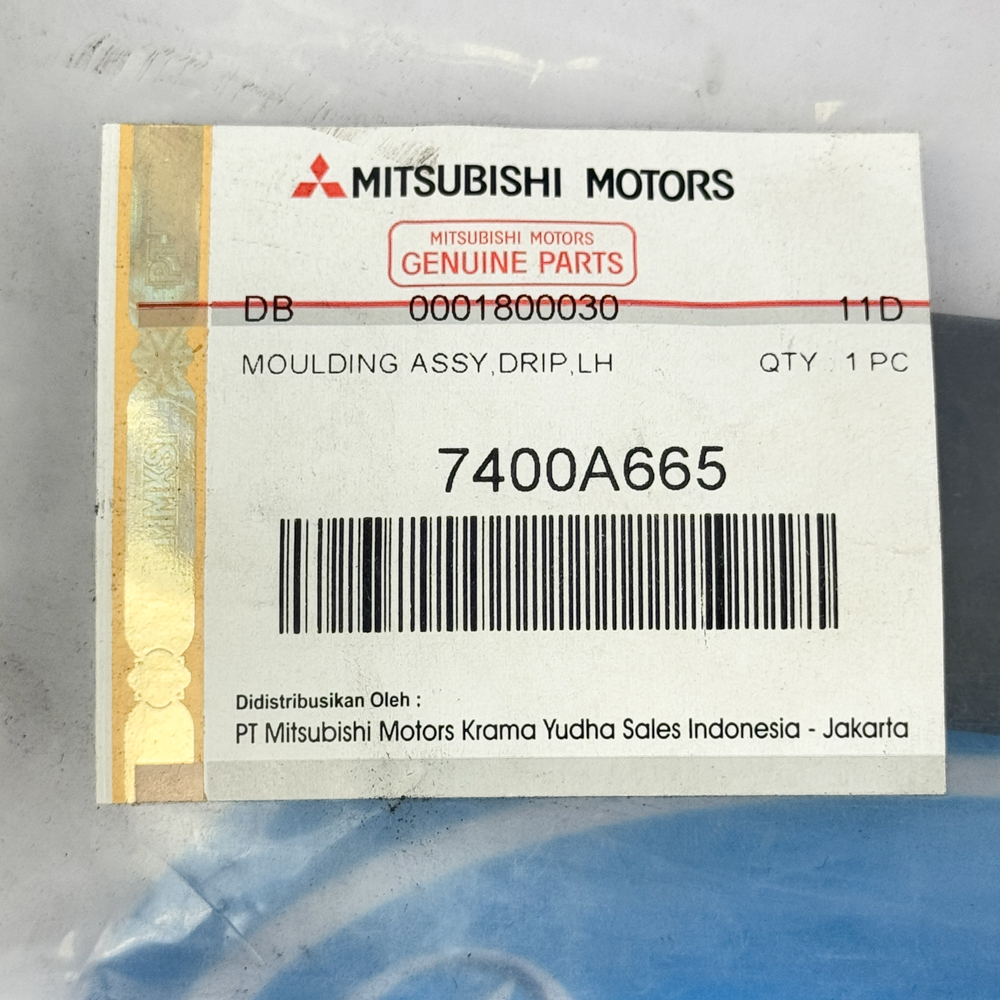 MITSUBISHI MOTORS
MITSUBISHI MOTORS
GENUINE PARTS
DB 0001800030 11D
MOULDING ASSY,DRIP,LH QTY : 1 PC
7400A665
Didistribusikan Oleh :
PT Mitsubishi Motors Krama Yudha Sales Indonesia - Jakarta
MMKSI